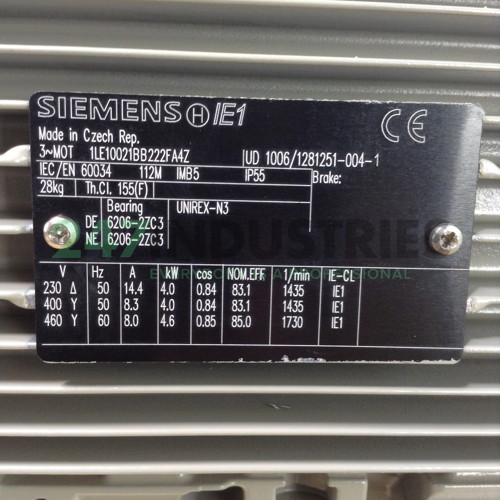 SIEMENS H IE1 CE
Made in Czech Rep.
3~MOT 1LE10021BB222FA4Z UD 1006/1281251-004-1
IEC/EN 60034 112M IMB5 IP55 Brake:
28kg Th.Cl. 155(F)
Bearing UNIREX-N3
DE 6206-2ZC3
NE 6206-2ZC3
247 INDUSTRIES
V Hz A kW cos NOM.EFF 1/min IE-CL
230 Δ 50 14.4 4.0 0.84 83.1 1435 IE1
400 Y 50 8.3 4.0 0.84 83.1 1435 IE1
460 Y 60 8.0 4.6 0.85 85.0 1730 IE1